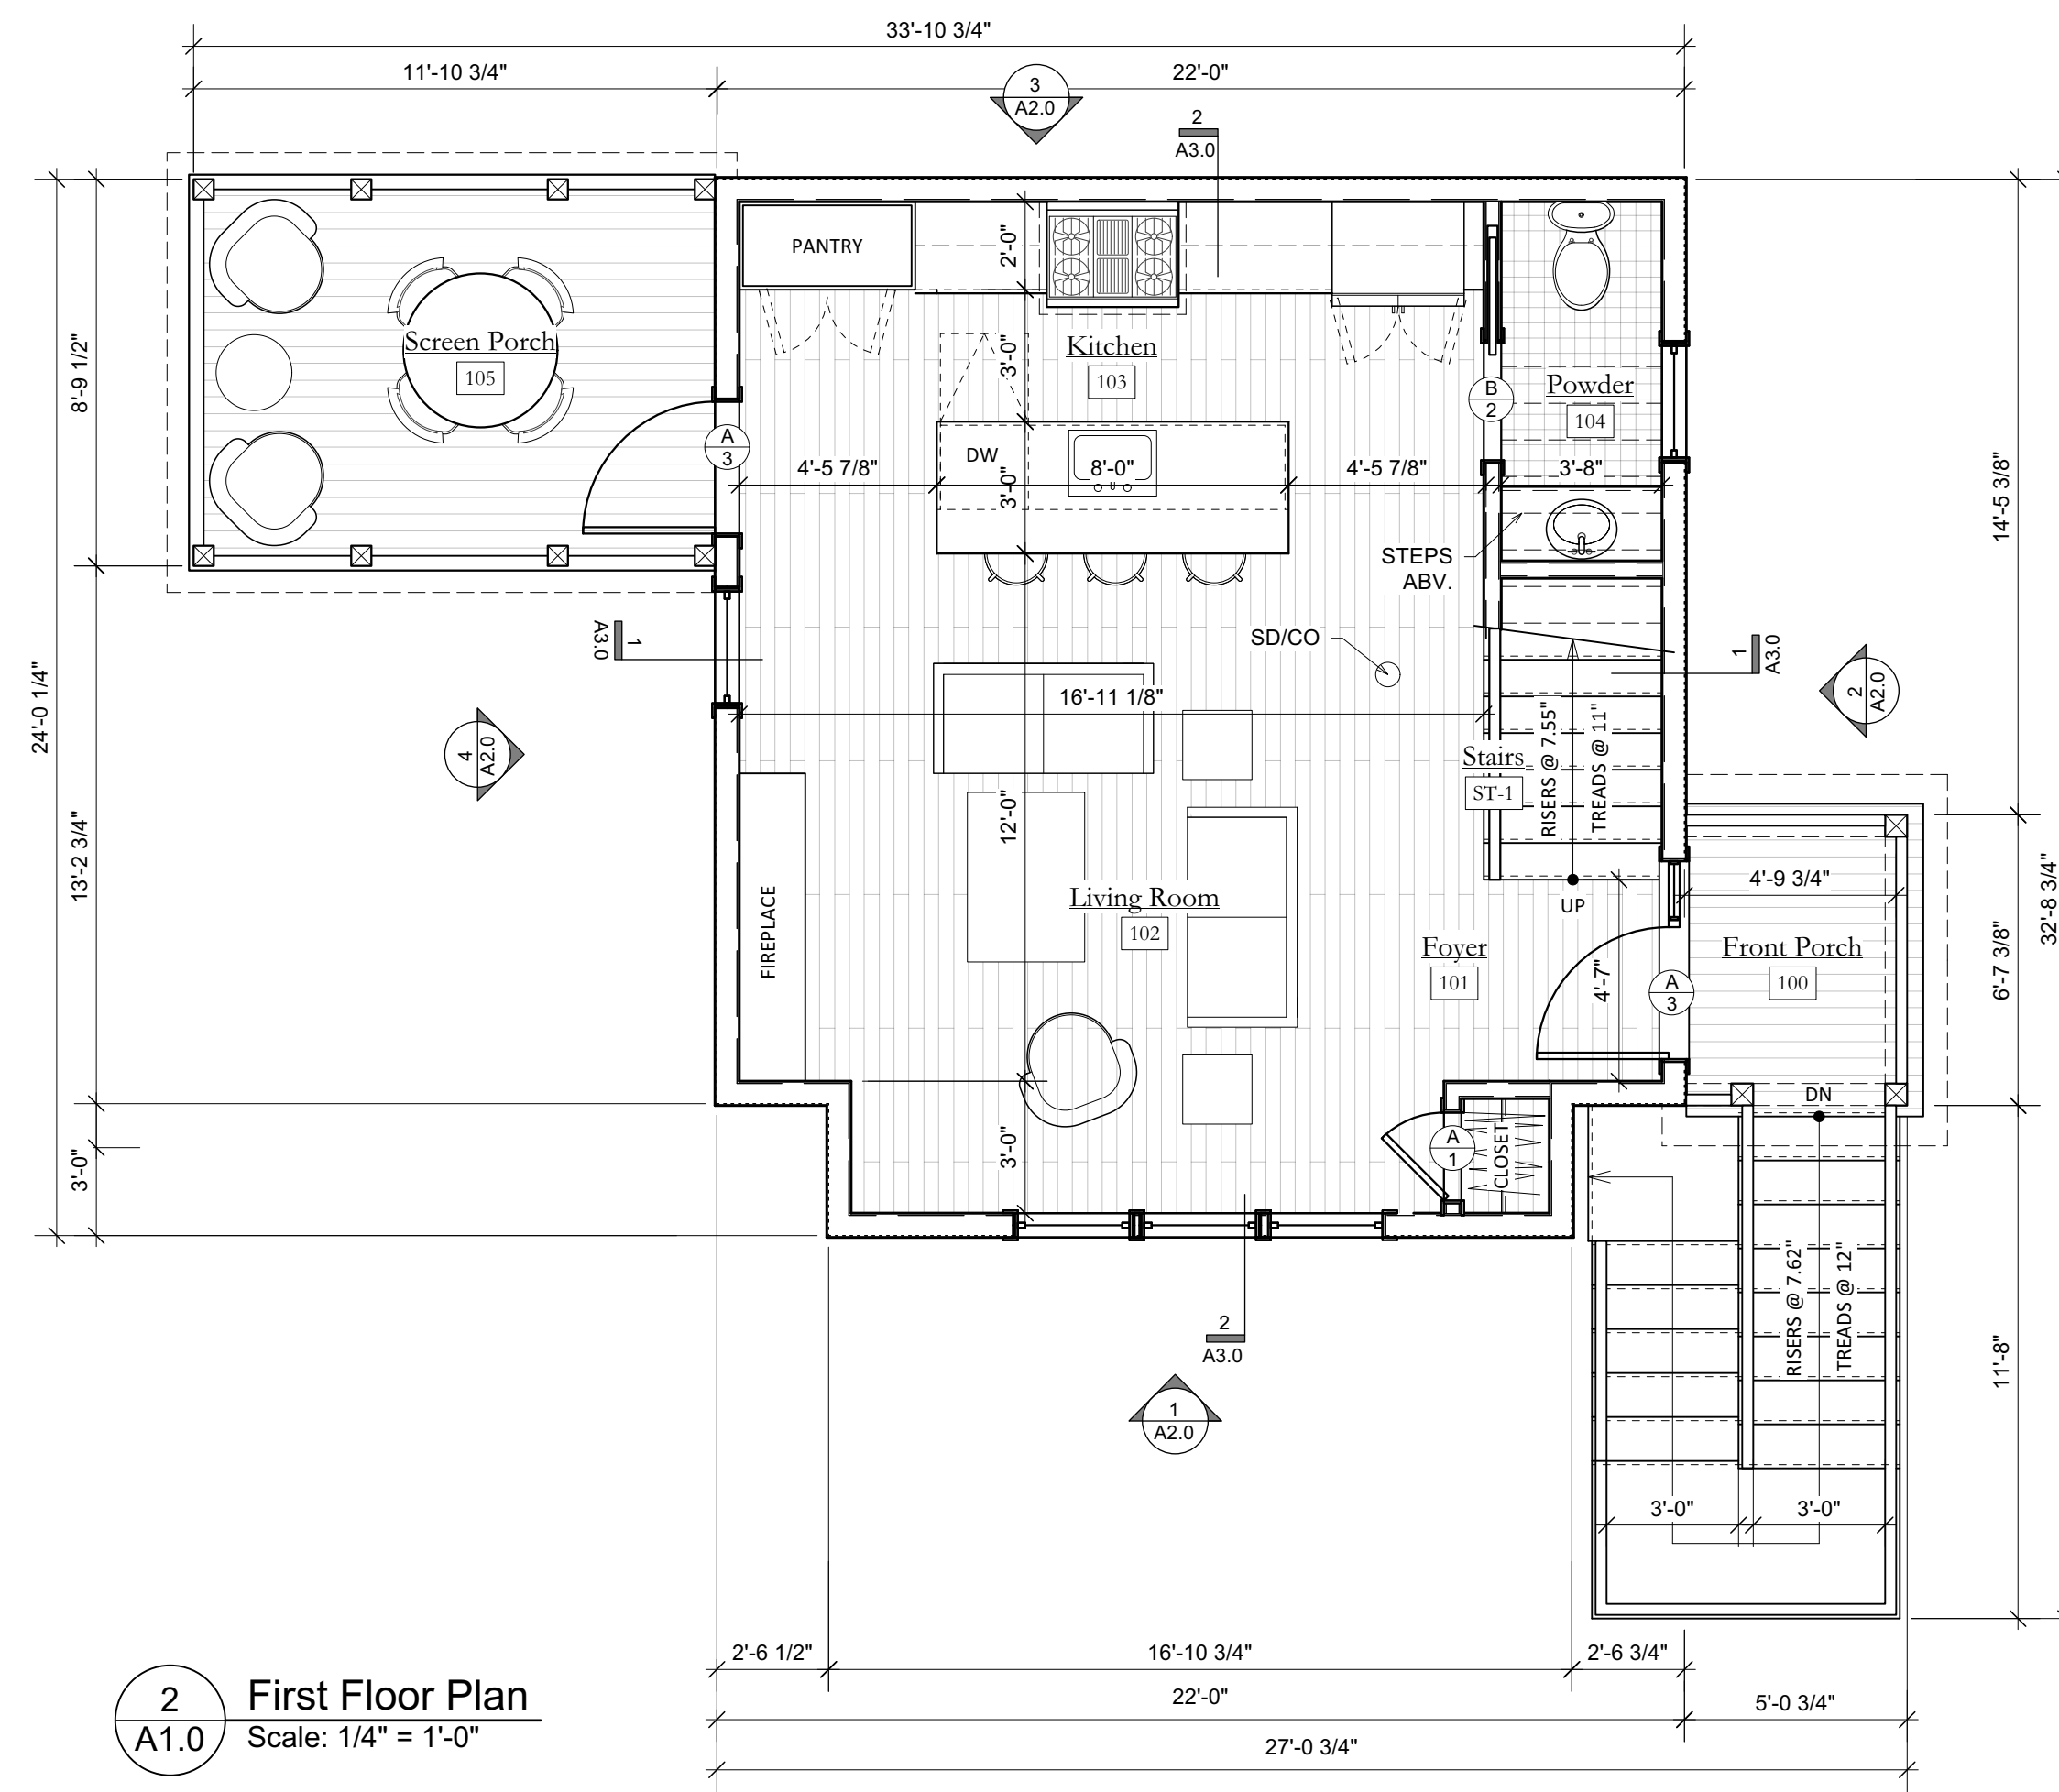 33'-10 3/4"
11'-10 3/4"
22'-0"
3
A2.0
2
A3.0
PANTRY
2'-0"
8'-9 1/2"
Screen Porch
105
Kitchen
103
3'-0"
B
2
Powder
104
A
3
DW
4'-5 7/8"
8'-0"
3'-0"
4'-5 7/8"
3'-8"
14'-5 3/8"
STEPS
ABV.
1
A3.0
SD/CO
1
A3.0
2
A2.0
24'-0 1/4"
16'-11 1/8"
4
A2.0
Stairs
ST-1
RISERS @ 7.55"
TREADS @ 11"
12'-0"
13'-2 3/4"
FIREPLACE
Living Room
102
UP
4'-9 3/4"
Foyer
101
4'-7"
A
3
Front Porch
100
6'-7 3/8"
32'-8 3/4"
DN
3'-0"
3'-0"
A
1
CLOSET
RISERS @ 7.62"
TREADS @ 12"
2
A3.0
11'-8"
1
A2.0
3'-0"
3'-0"
2'-6 1/2"
16'-10 3/4"
2'-6 3/4"
22'-0"
5'-0 3/4"
27'-0 3/4"
2
A1.0
First Floor Plan
Scale: 1/4" = 1'-0"